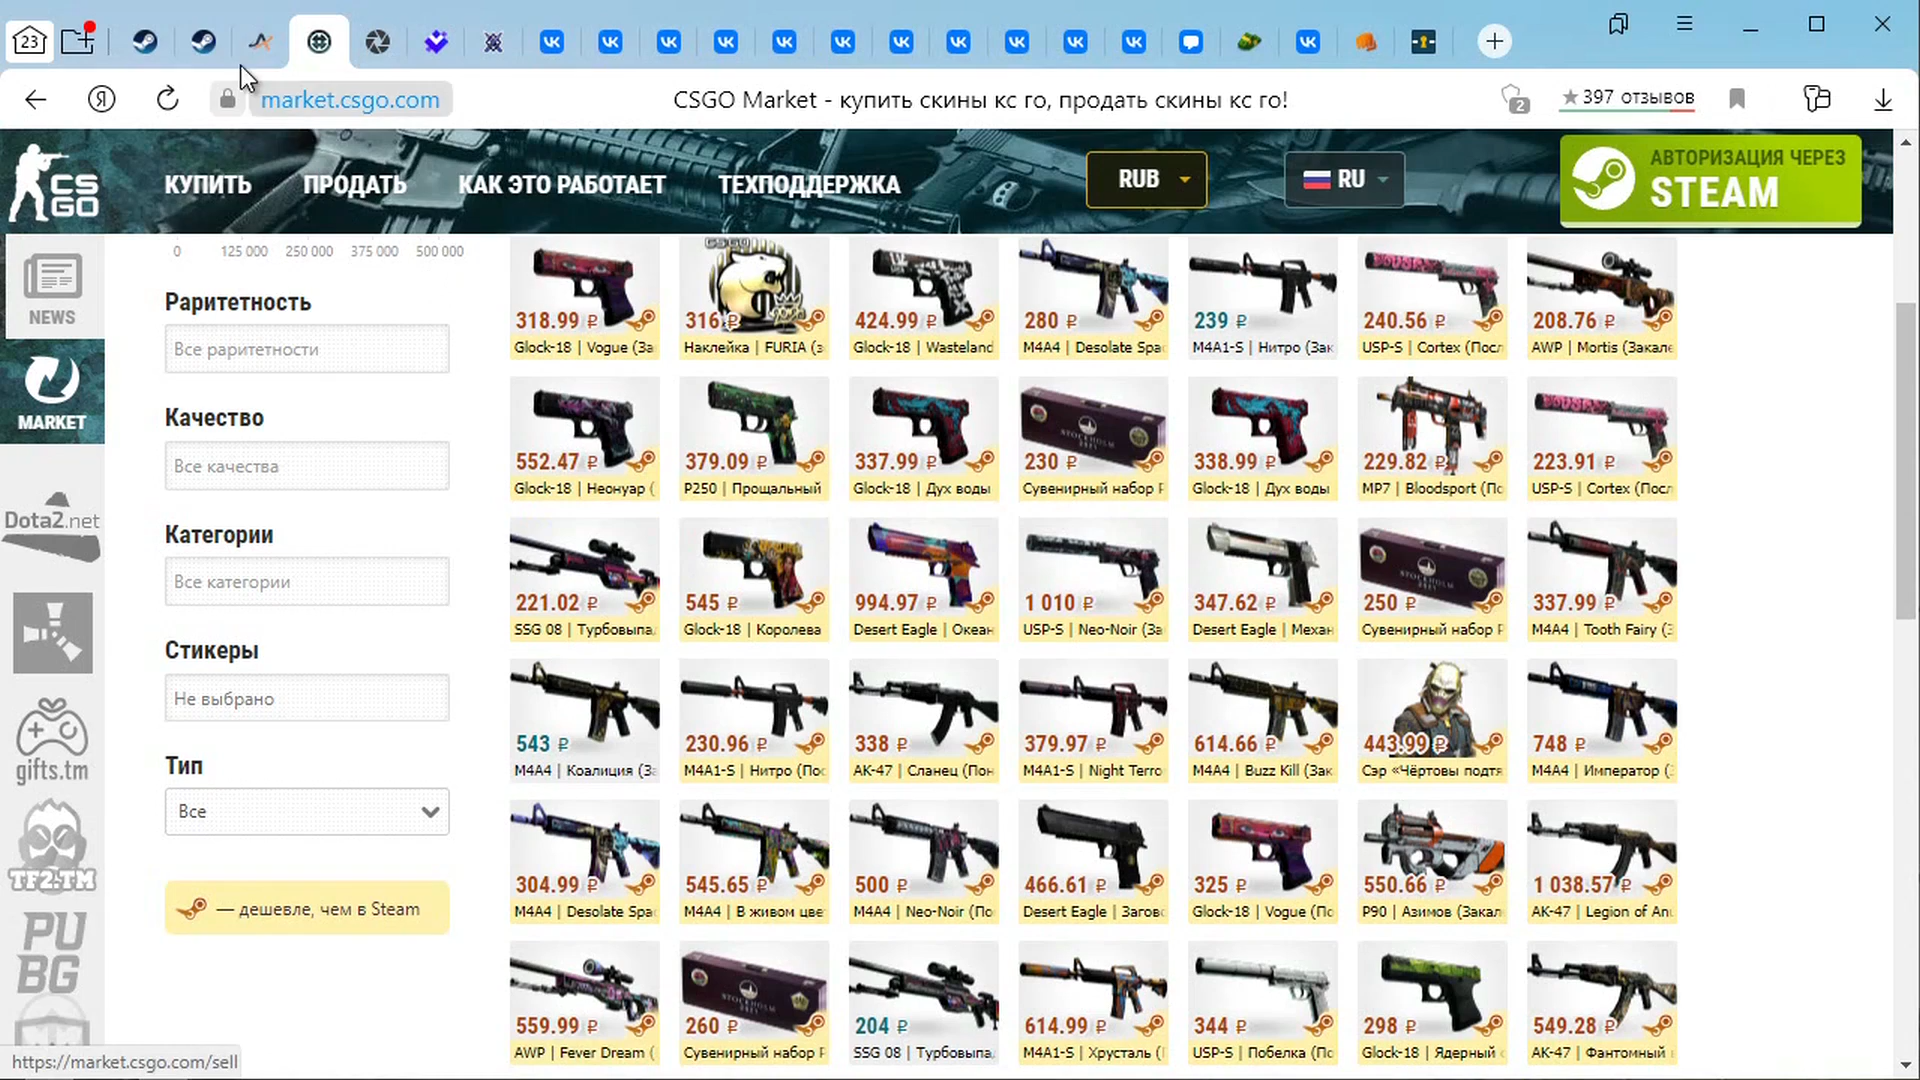 23
market.csgo.com
CSGO Market - купить скины кс го, продать скины кс го!
2
★397 отзывов
CS GO
КУПИТЬ
ПРОДАТЬ
КАК ЭТО РАБОТАЕТ
ТЕХПОДДЕРЖКА
RUB
RU
АВТОРИЗАЦИЯ ЧЕРЕЗ
STEAM
NEWS
MARKET
Dota2.net
gifts.tm
TF2.TM
PU
BG
0 125 000 250 000 375 000 500 000
Раритетность
Все раритетности
Качество
Все качества
Категории
Все категории
Стикеры
Не выбрано
Тип
Все
— дешевле, чем в Steam
318.99 ₽
Glock-18 | Vogue (За
316 ₽
Наклейка | FURIA (з
424.99 ₽
Glock-18 | Wasteland
280 ₽
M4A4 | Desolate Spac
239 ₽
M4A1-S | Нитро (Зак
240.56 ₽
USP-S | Cortex (Посл
208.76 ₽
AWP | Mortis (Закале
552.47 ₽
Glock-18 | Неонуар (
379.09 ₽
P250 | Прощальный
337.99 ₽
Glock-18 | Дух воды
230 ₽
Сувенирный набор P
338.99 ₽
Glock-18 | Дух воды
229.82 ₽
MP7 | Bloodsport (По
223.91 ₽
USP-S | Cortex (Посл
221.02 ₽
SSG 08 | Турбовыпа
545 ₽
Glock-18 | Королева
994.97 ₽
Desert Eagle | Океан
1 010 ₽
USP-S | Neo-Noir (За
347.62 ₽
Desert Eagle | Механ
250 ₽
Сувенирный набор P
337.99 ₽
M4A4 | Tooth Fairy (З
543 ₽
M4A4 | Коалиция (За
230.96 ₽
M4A1-S | Нитро (Пос
338 ₽
AK-47 | Сланец (Пон
379.97 ₽
M4A1-S | Night Terro
614.66 ₽
M4A4 | Buzz Kill (Зак
443.99 ₽
Сэр «Чёртовы подтя
748 ₽
M4A4 | Император (
304.99 ₽
M4A4 | Desolate Spac
545.65 ₽
M4A4 | В живом цве
500 ₽
M4A4 | Neo-Noir (По
466.61 ₽
Desert Eagle | Загов
325 ₽
Glock-18 | Vogue (По
550.66 ₽
P90 | Азимов (Закал
1 038.57 ₽
AK-47 | Legion of Anu
559.99 ₽
AWP | Fever Dream (
260 ₽
Сувенирный набор P
204 ₽
SSG 08 | Турбовыпа
614.99 ₽
M4A1-S | Хрусталь (
344 ₽
USP-S | Побелка (По
298 ₽
Glock-18 | Ядерный
549.28 ₽
AK-47 | Фантомный
https://market.csgo.com/sell